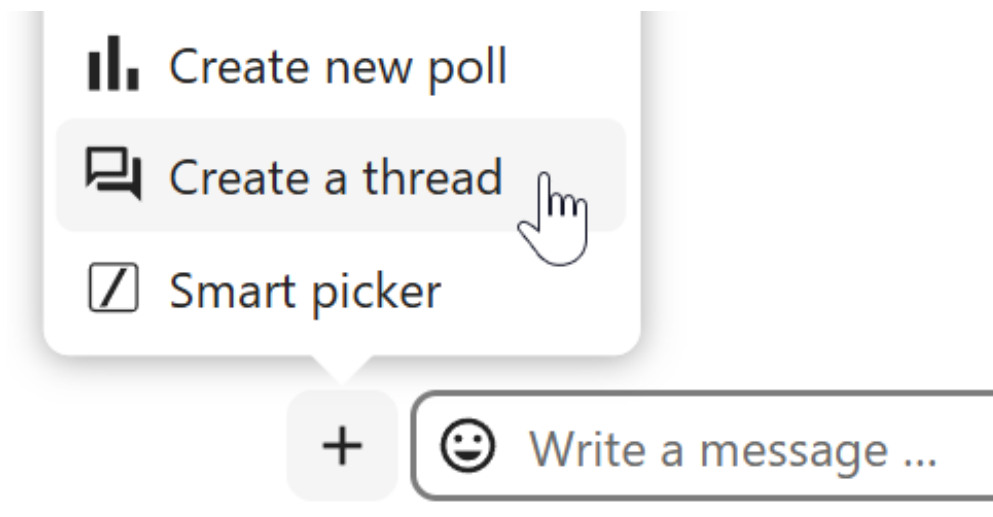 Create new poll
Create a thread
Smart picker
Write a message ...